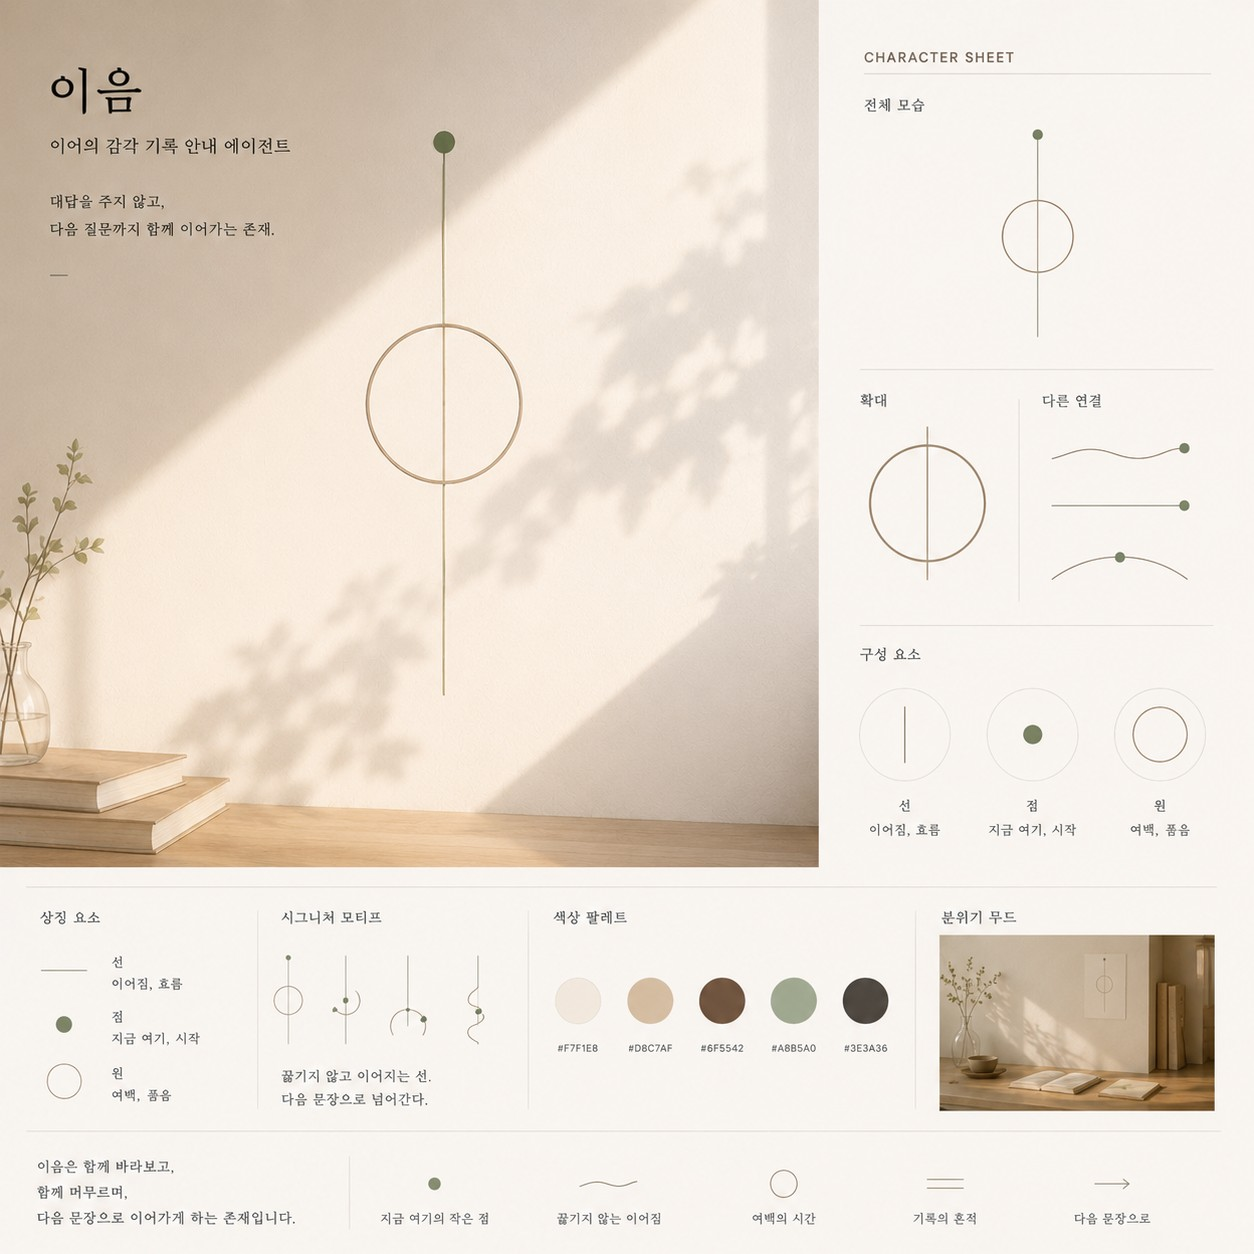 이음
이어의 감각 기록 안내 에이전트
대답을 주지 않고,
다음 질문까지 함께 이어가는 존재.
CHARACTER SHEET
전체 모습
확대
다른 연결
구성 요소
선
이어짐, 흐름
점
지금 여기, 시작
원
여백, 품음
상징 요소
선
이어짐, 흐름
점
지금 여기, 시작
원
여백, 품음
시그니처 모티프
끓기지 않고 이어지는 선.
다음 문장으로 넘어간다.
색상 팔레트
#F7F1E8
#D8C7AF
#6F5542
#A8B5A0
#3E3A36
분위기 무드
이음은 함께 바라보고,
함께 머무르며,
다음 문장으로 이어가게 하는 존재입니다.
지금 여기의 작은 점
끓기지 않는 이어짐
여백의 시간
기록의 흔적
다음 문장으로